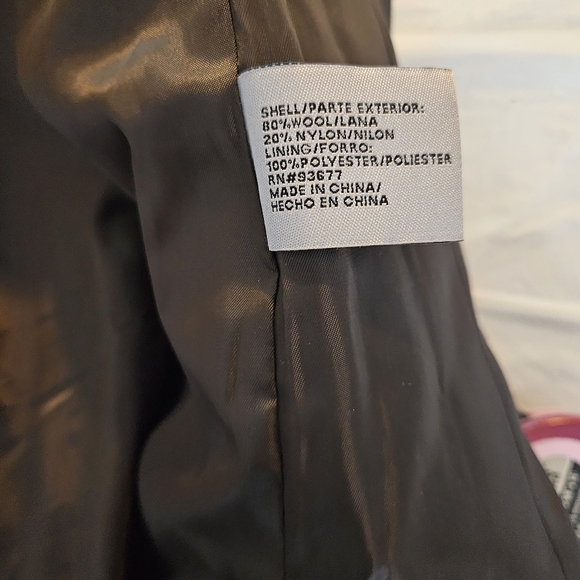 SHELL/PARTE EXTERIOR:
80%WOOL/LANA
20% NYLON/NILON
LINING/FORRO:
100%POLYESTER/POLIESTER
RN#93677
MADE IN CHINA/
HECHO EN CHINA